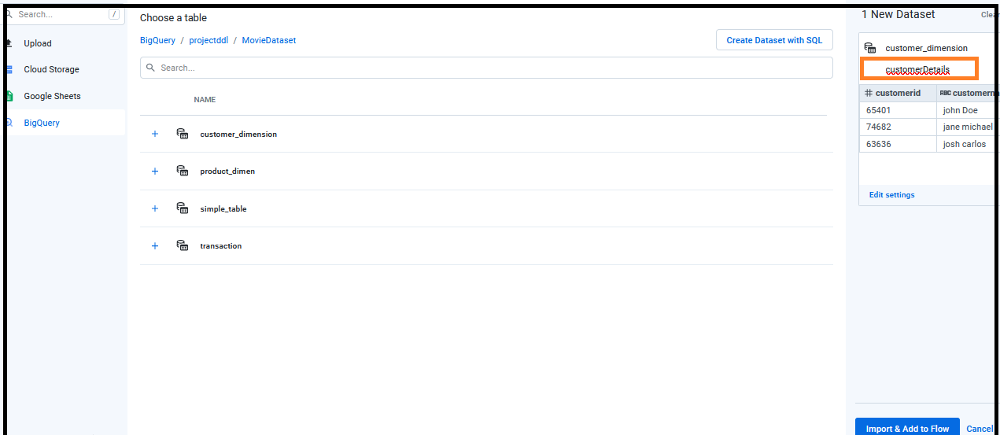 Search... /
Upload
Cloud Storage
Google Sheets
BigQuery
Choose a table
BigQuery / projectddl / MovieDataset
Create Dataset with SQL
Search...
NAME
+ customer_dimension
+ product_dimen
+ simple_table
+ transaction
1 New Dataset Clear
customer_dimension
customerDetails
# customerid ABC customerna
65401 john Doe
74682 jane michael
63636 josh carlos
Edit settings
Import & Add to Flow Cancel